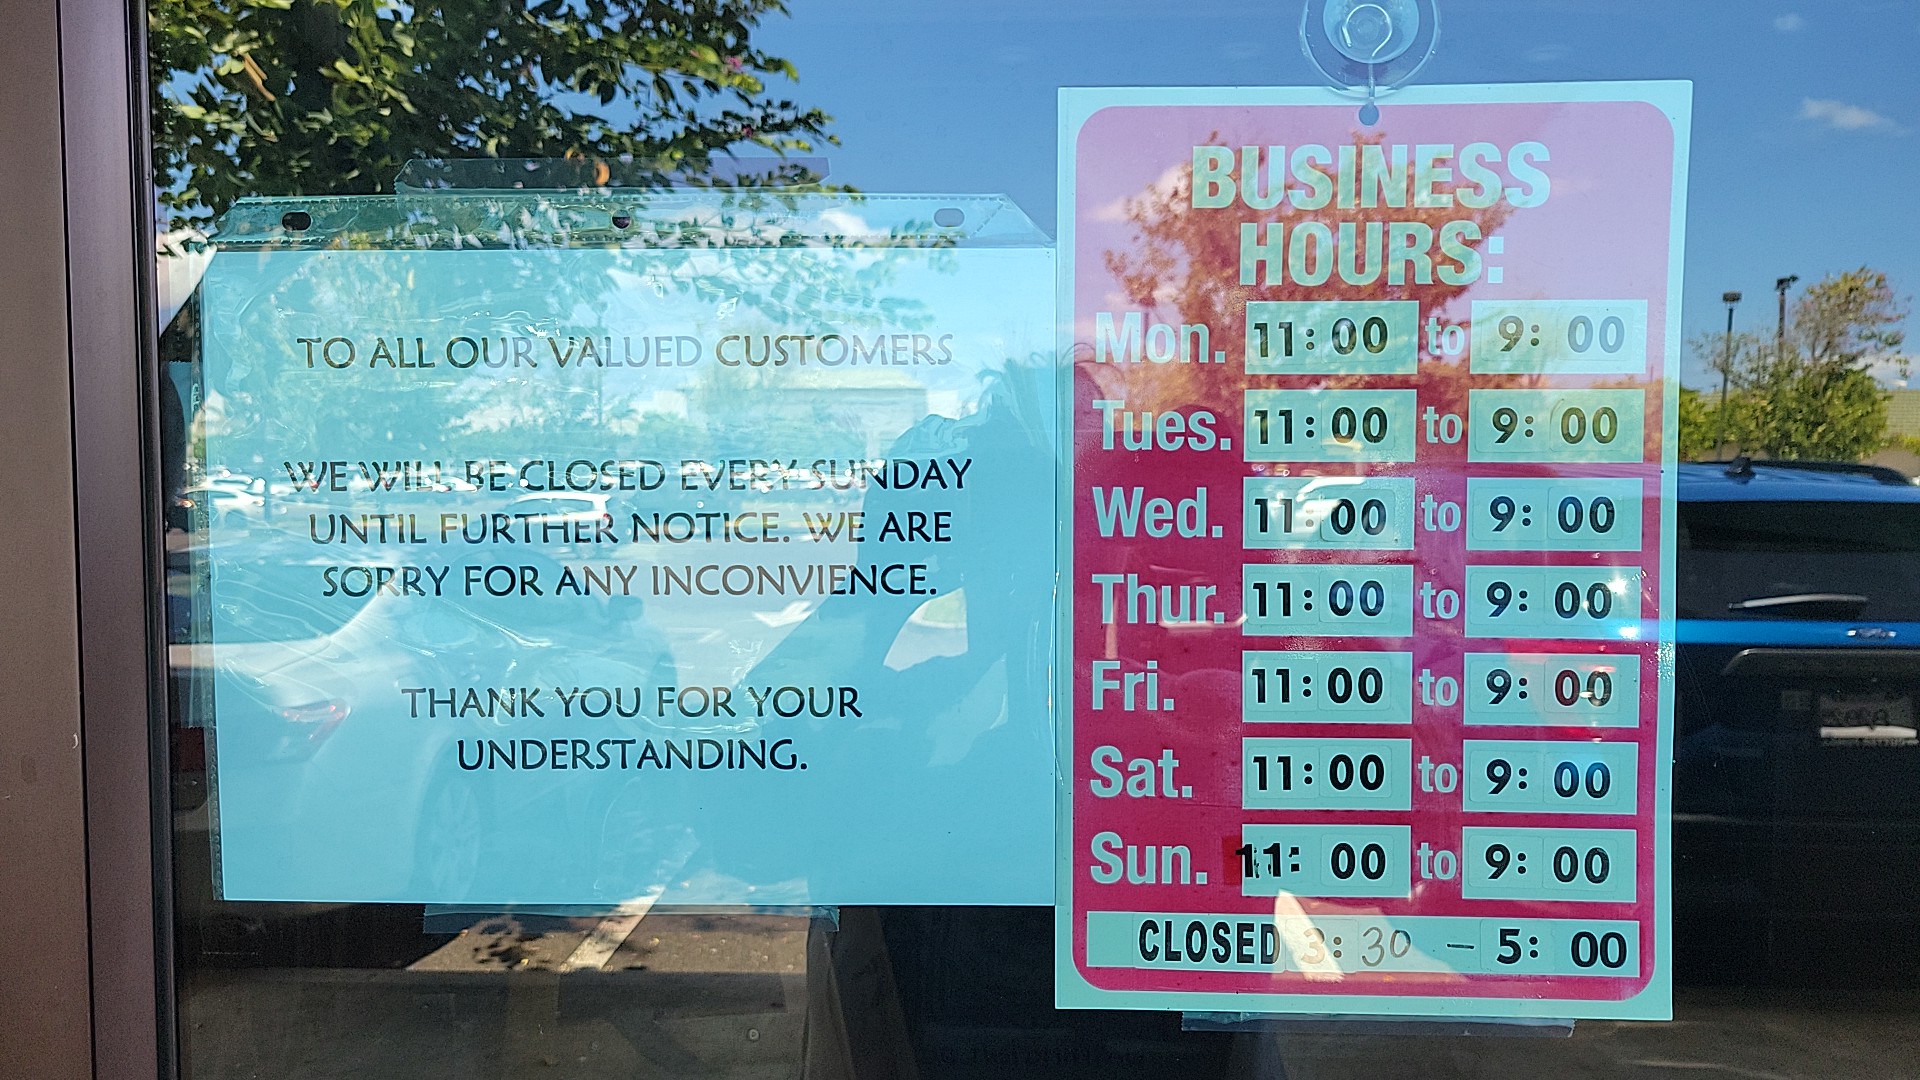 TO ALL OUR VALUED CUSTOMERS
WE WILL BE CLOSED EVERY SUNDAY
UNTIL FURTHER NOTICE. WE ARE
SORRY FOR ANY INCONVIENCE.
THANK YOU FOR YOUR
UNDERSTANDING.
BUSINESS
HOURS:
Mon. 11:00 to 9:00
Tues. 11:00 to 9:00
Wed. 11:00 to 9:00
Thur. 11:00 to 9:00
Fri. 11:00 to 9:00
Sat. 11:00 to 9:00
Sun. 11:00 to 9:00
CLOSED 3:30 - 5:00